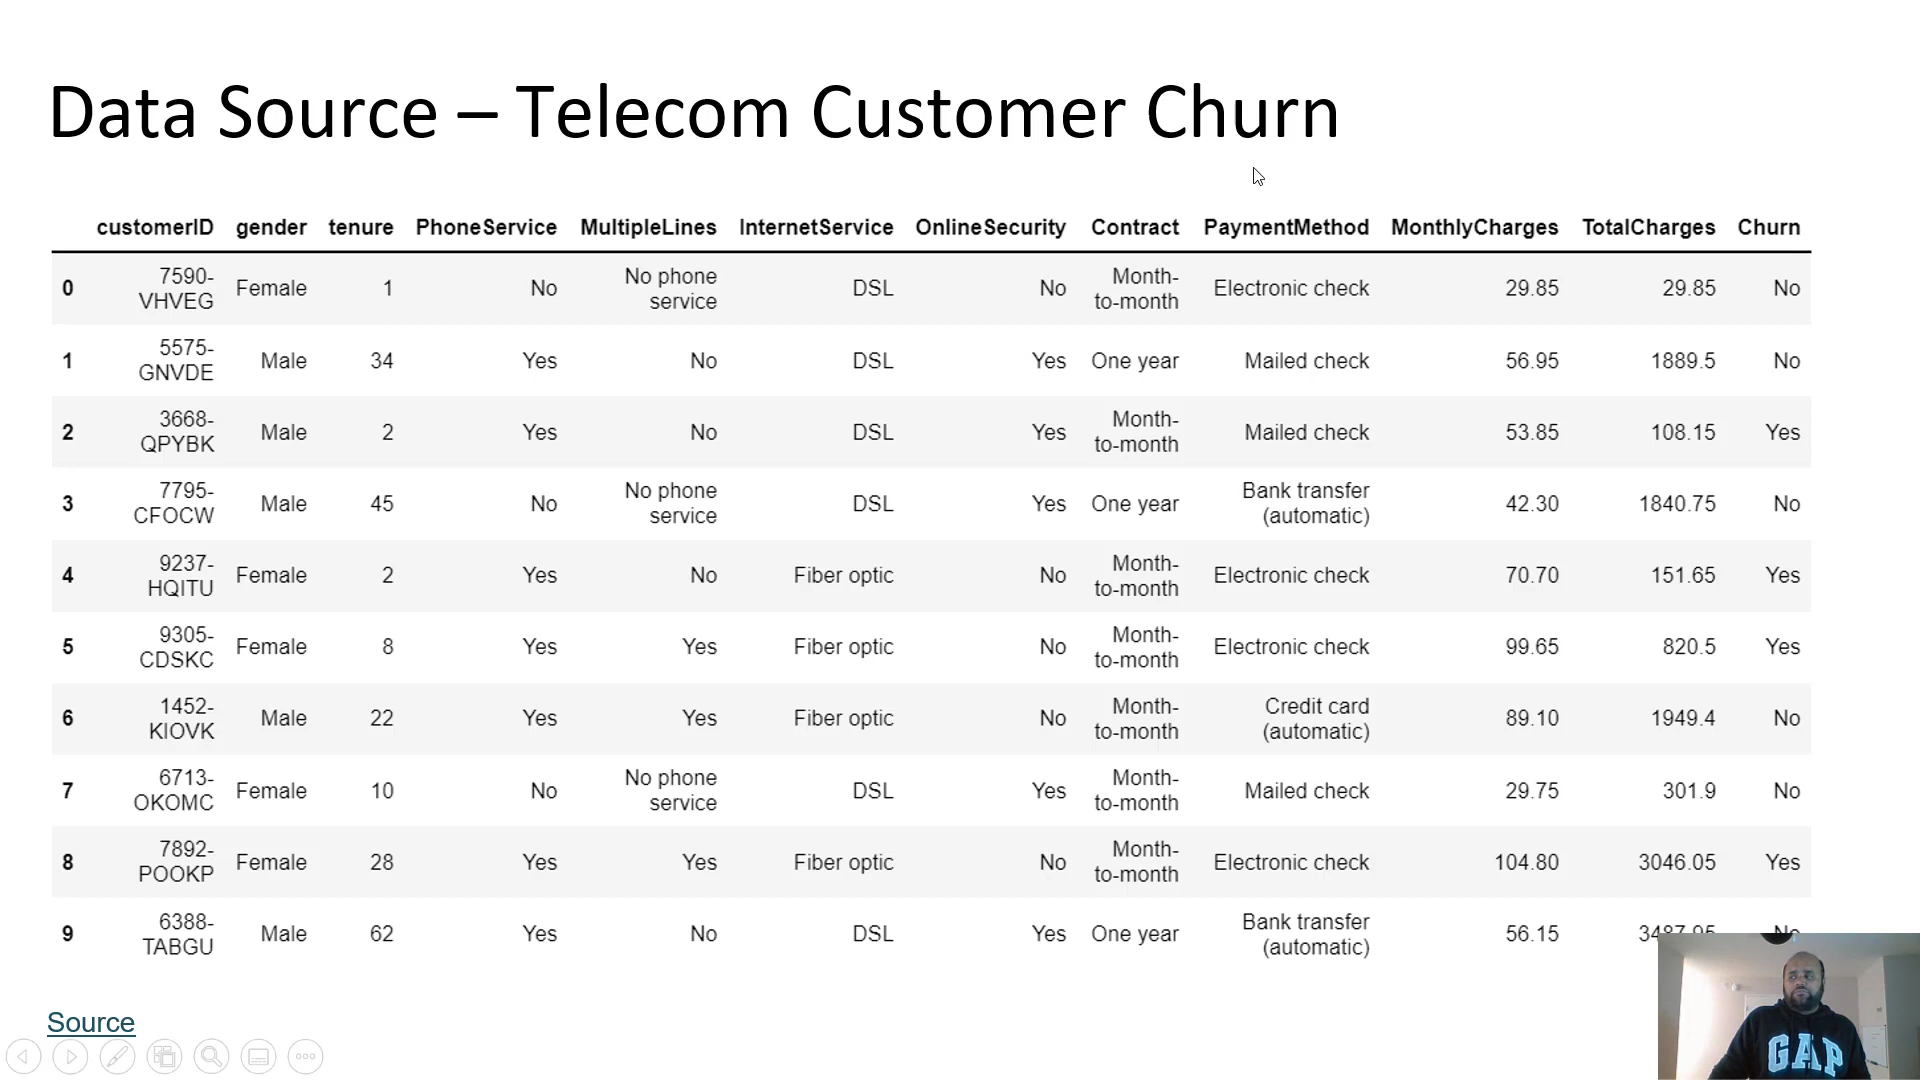 Data Source – Telecom Customer Churn
customerID gender tenure PhoneService MultipleLines InternetService OnlineSecurity Contract PaymentMethod MonthlyCharges TotalCharges Churn
0 7590-VHVEG Female 1 No No phone service DSL No Month-to-month Electronic check 29.85 29.85 No
1 5575-GNVDE Male 34 Yes No DSL Yes One year Mailed check 56.95 1889.5 No
2 3668-QPYBK Male 2 Yes No DSL Yes Month-to-month Mailed check 53.85 108.15 Yes
3 7795-CFOCW Male 45 No No phone service DSL Yes One year Bank transfer (automatic) 42.30 1840.75 No
4 9237-HQITU Female 2 Yes No Fiber optic No Month-to-month Electronic check 70.70 151.65 Yes
5 9305-CDSKC Female 8 Yes Yes Fiber optic No Month-to-month Electronic check 99.65 820.5 Yes
6 1452-KIOVK Male 22 Yes Yes Fiber optic No Month-to-month Credit card (automatic) 89.10 1949.4 No
7 6713-OKOMC Female 10 No No phone service DSL Yes Month-to-month Mailed check 29.75 301.9 No
8 7892-POOKP Female 28 Yes Yes Fiber optic No Month-to-month Electronic check 104.80 3046.05 Yes
9 6388-TABGU Male 62 Yes No DSL Yes One year Bank transfer (automatic) 56.15 3487.95 No
Source
GAP